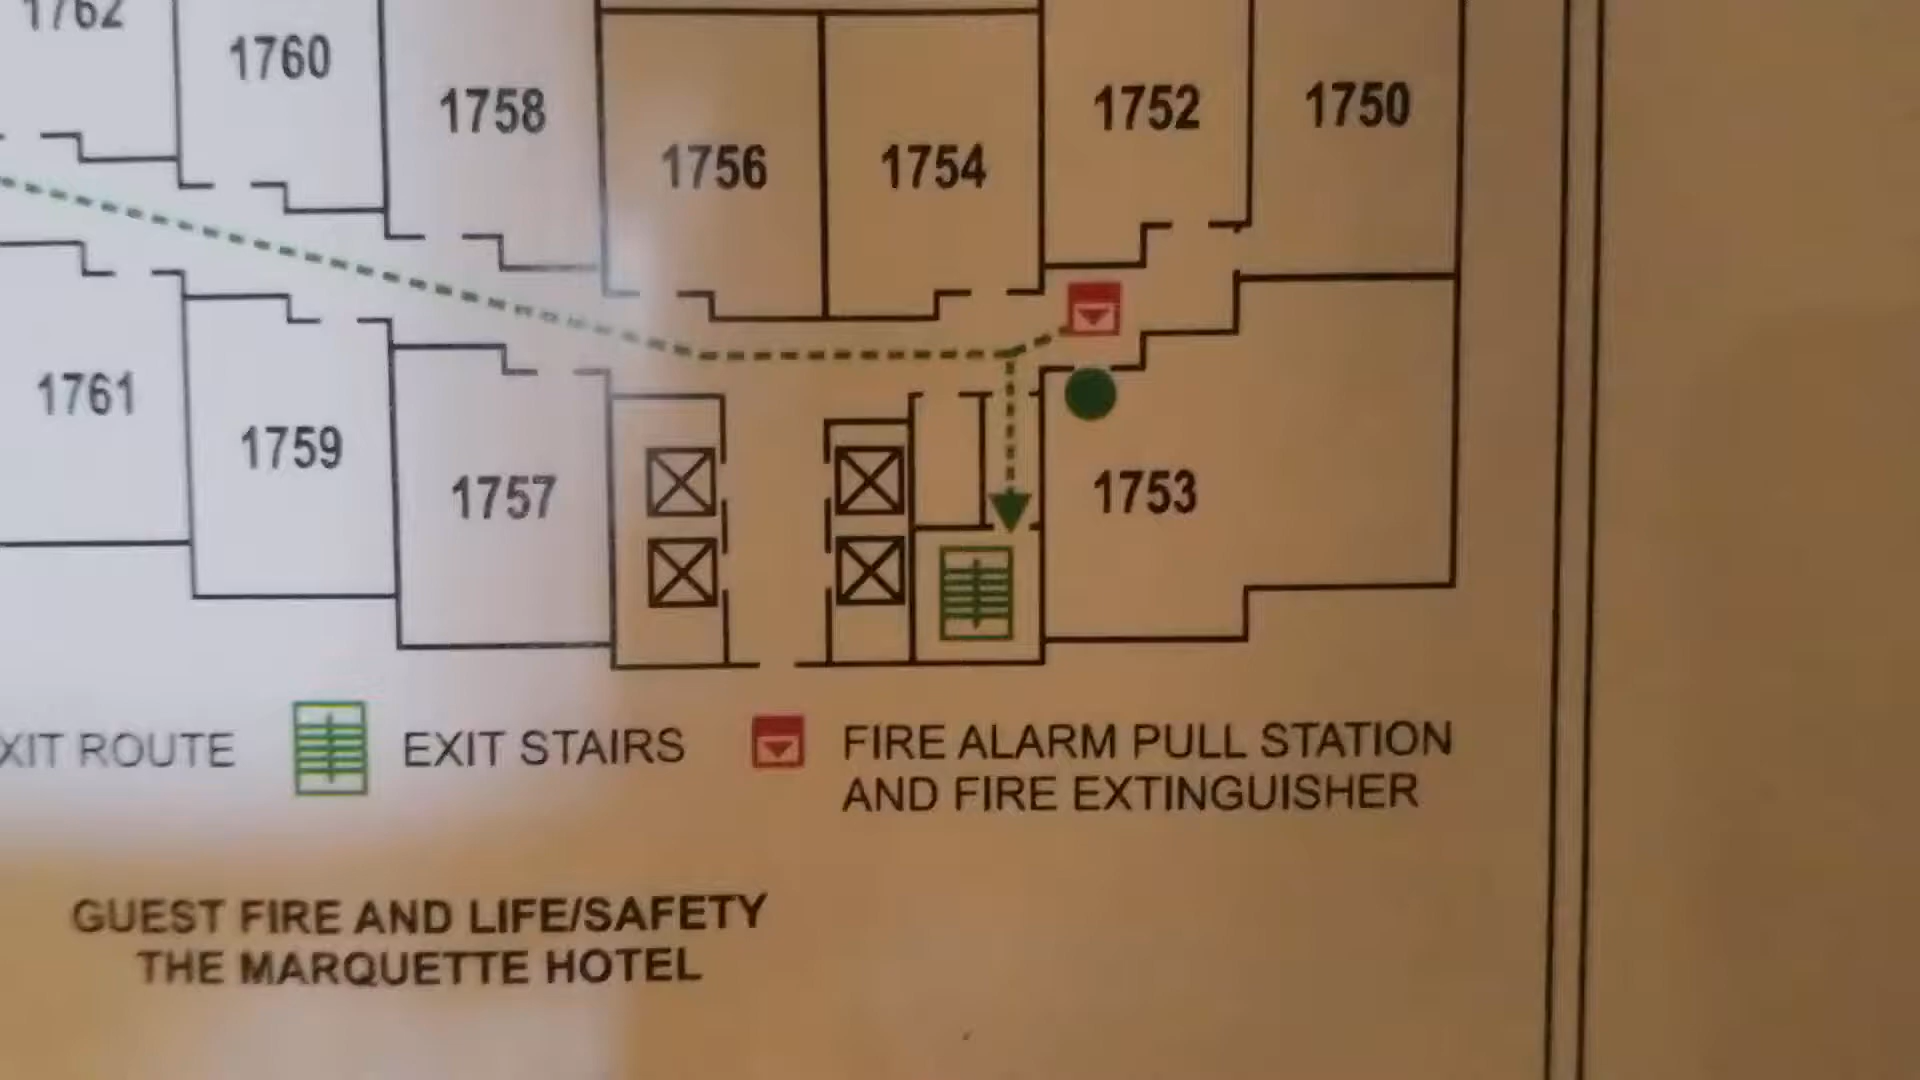 1762
1760
1758
1756
1754
1752
1750
1761
1759
1757
1753
XIT ROUTE
EXIT STAIRS
FIRE ALARM PULL STATION
AND FIRE EXTINGUISHER
GUEST FIRE AND LIFE/SAFETY
THE MARQUETTE HOTEL